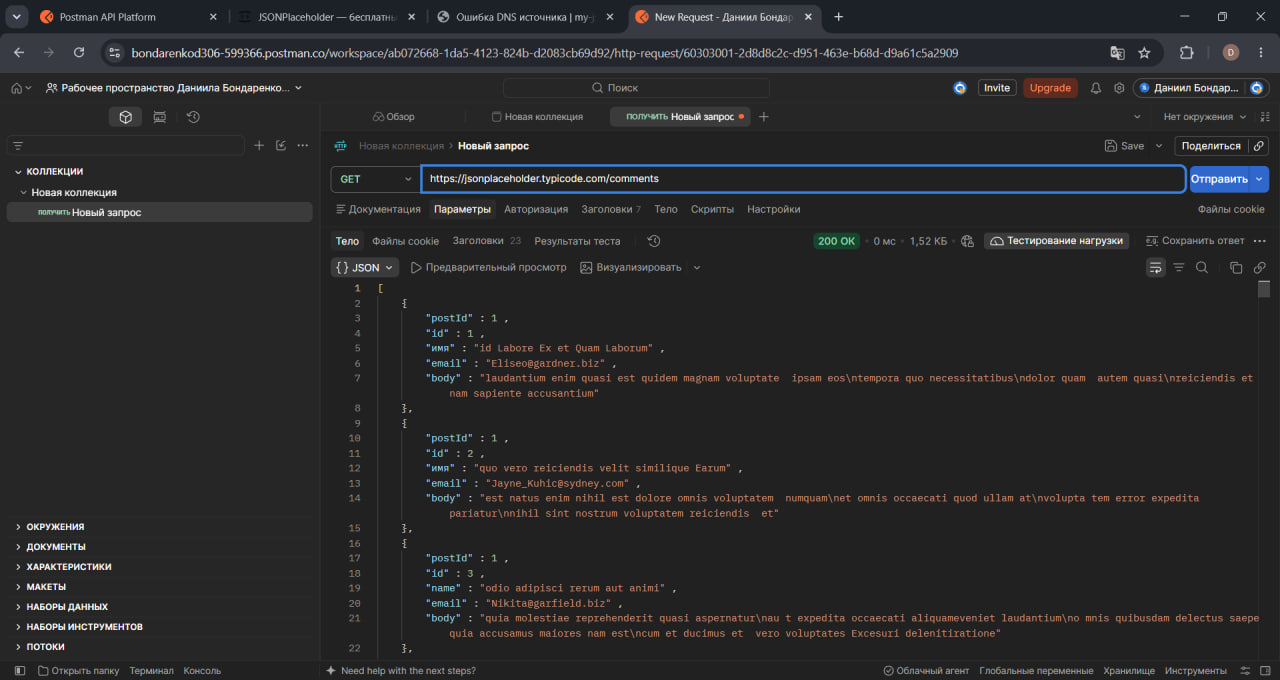 Postman API Platform
JSONPlaceholder — бесплатны
Ошибка DNS источника | my-j
New Request - Даниил Бондар
bondarenkod306-599366.postman.co/workspace/ab072668-1da5-4123-824b-d2083cb69d92/http-request/60303001-2d8d8c2c-d951-463e-b68d-d9a61c5a2909
D
Рабочее пространство Даниила Бондаренко...
Поиск
Invite
Upgrade
Даниил Бондар...
Обзор
Новая коллекция
ПОЛУЧИТЬ Новый запрос
Нет окружения
КОЛЛЕКЦИИ
Новая коллекция
ПОЛУЧИТЬ Новый запрос
HTTP Новая коллекция > Новый запрос
Save
Поделиться
GET
https://jsonplaceholder.typicode.com/comments
Отправить
Документация Параметры Авторизация Заголовки 7 Тело Скрипты Настройки
Файлы cookie
Тело Файлы cookie Заголовки 23 Результаты теста
200 OK • 0 мс • 1,52 КБ
Тестирование нагрузки
e.g. Сохранить ответ
{} JSON
Предварительный просмотр
Визуализировать
1 [
2 {
3 "postId" : 1 ,
4 "id" : 1 ,
5 "имя" : "id Labore Ex et Quam Laborum" ,
6 "email" : "Eliseo@gardner.biz" ,
7 "body" : "laudantium enim quasi est quidem magnam voluptate  ipsam eos\ntempora quo necessitatibus\ndolor quam  autem quasi\nreiciendis et
nam sapiente accusantium"
8 },
9 {
10 "postId" : 1 ,
11 "id" : 2 ,
12 "имя" : "quo vero reiciendis velit similique Earum" ,
13 "email" : "Jayne_Kuhic@sydney.com" ,
14 "body" : "est natus enim nihil est dolore omnis voluptatem  numquam\net omnis occaecati quod ullam at\nvolupta tem error expedita
pariatur\nnihil sint nostrum voluptatem reiciendis  et"
15 },
16 {
17 "postId" : 1 ,
18 "id" : 3 ,
19 "name" : "odio adipisci rerum aut animi" ,
20 "email" : "Nikita@garfield.biz" ,
21 "body" : "quia molestiae reprehenderit quasi aspernatur\nau t expedita occaecati aliquameveniet laudantium\no mnis quibusdam delectus saepe
quia accusamus maiores nam est\ncum et ducimus et  vero voluptates Excesuri delenitiratione"
22 },
ОКРУЖЕНИЯ
ДОКУМЕНТЫ
ХАРАКТЕРИСТИКИ
МАКЕТЫ
НАБОРЫ ДАННЫХ
НАБОРЫ ИНСТРУМЕНТОВ
ПОТОКИ
Открыть папку Терминал Консоль
Need help with the next steps?
Облачный агент Глобальные переменные Хранилище Инструменты